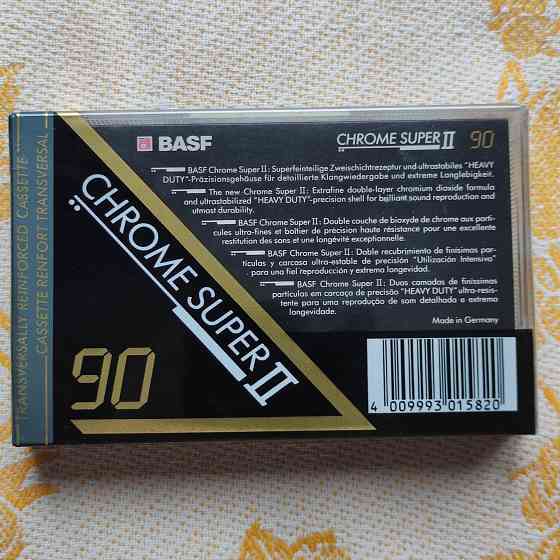 TRANSVERSALLY REINFORCED CASSETTE
CASSETTE RENFORT TRANSVERSAL
CHROME SUPER II
90
BASF
CHROME SUPER II 90
BASF Chrome Super II: Superfeinteilige Zweischichtrezeptur und ultrastabiles "HEAVY
DUTY"-Präzisionsgehäuse für detaillierte Klangwiedergabe und extreme Langlebigkeit.
The new Chrome Super II: Extrafine double-layer chromium dioxide formula
and ultrastabilized "HEAVY DUTY"-precision shell for brilliant sound reproduction and
utmost durability.
BASF Chrome Super II: Double couche de bioxyde de chrome aux parti-
cules ultra-fines et boîtier de précision haute résistance pour une excellente
restitution des sons et une longévité exceptionnelle.
BASF Chrome Super II: Doble recubrimiento de finísimas par-
tículas y carcasa ultra-estable de precisión "Utilización Intensiva"
para una fiel reproducción y extrema longevidad.
BASF Chrome Super II: Duas camadas de finíssimas
partículas em carcaça de precisão "HEAVY DUTY" ultra-resis-
tente para uma reprodução de som detalhada e extrema
longevidade.
Made in Germany
4 009993 015820